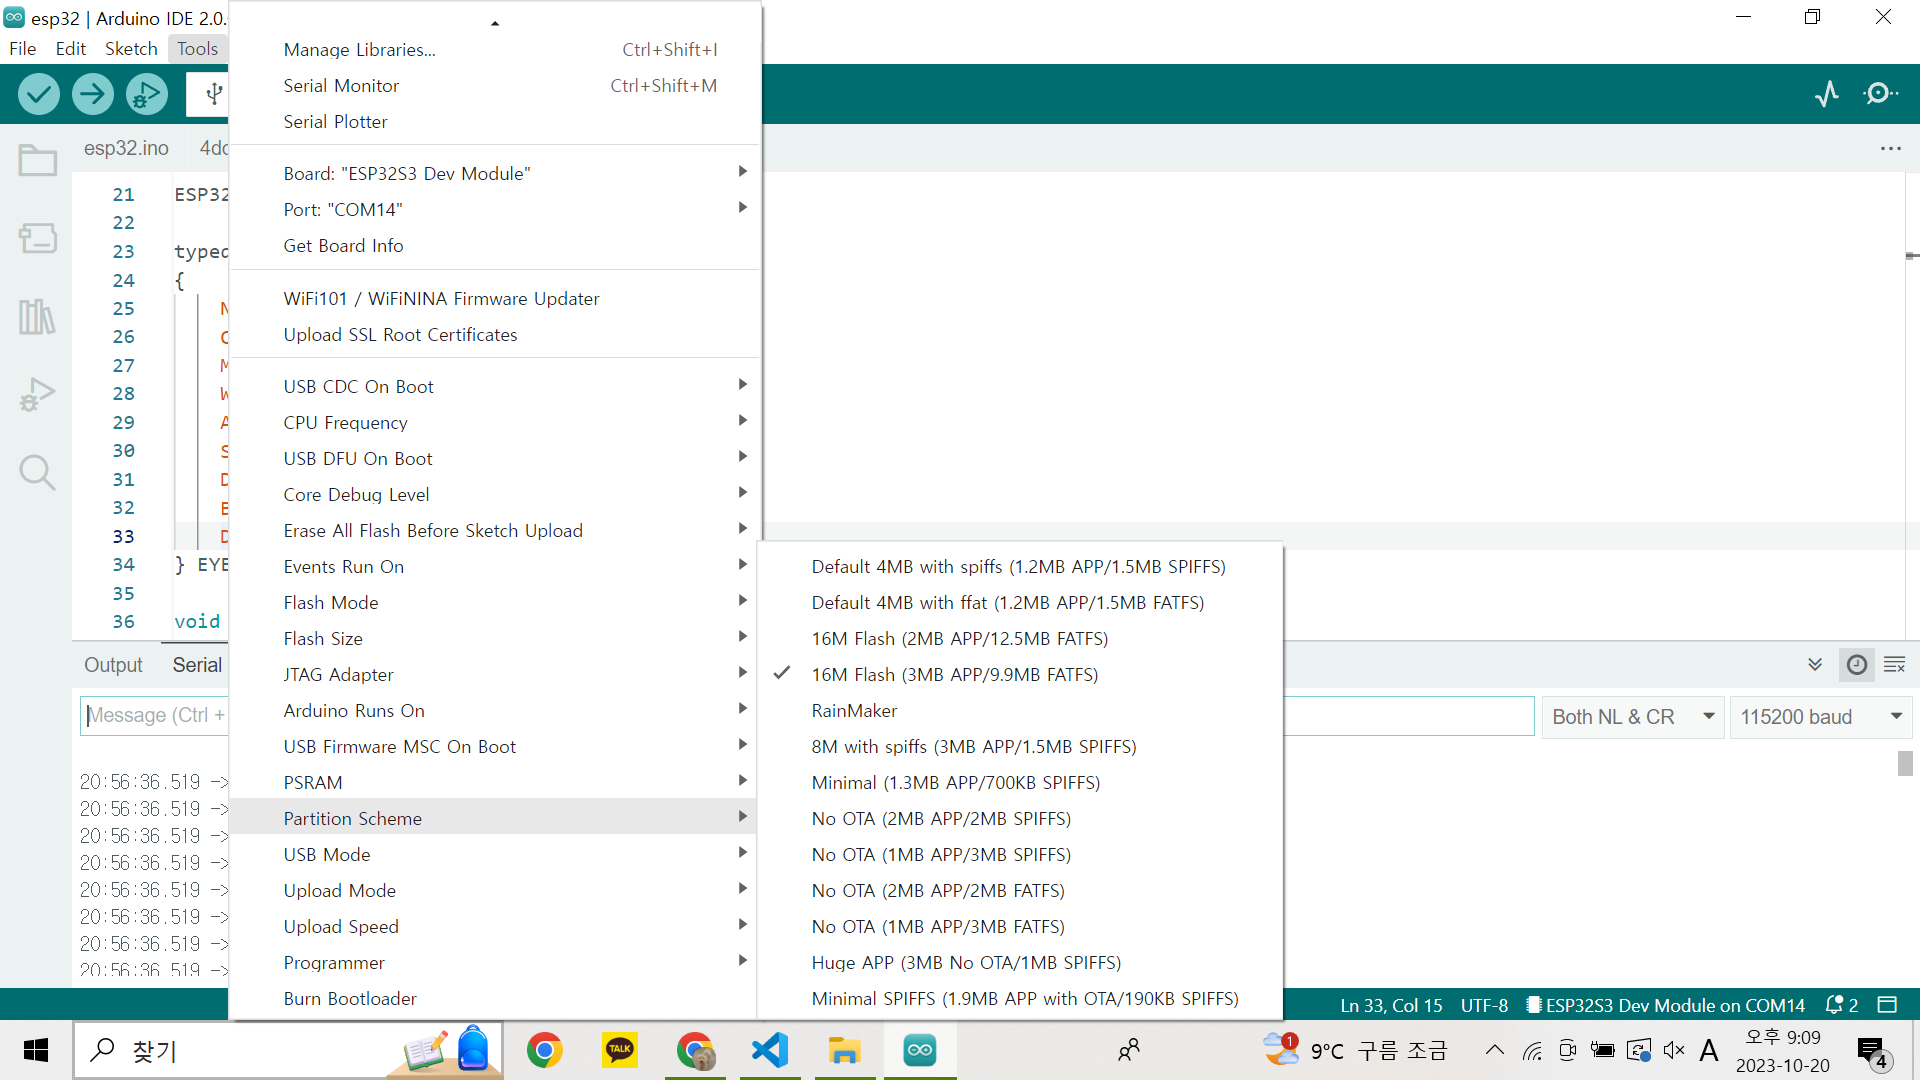 esp32 | Arduino IDE 2.0.
File Edit Sketch Tools
Manage Libraries... Ctrl+Shift+I
Serial Monitor Ctrl+Shift+M
Serial Plotter
esp32.ino
Board: "ESP32S3 Dev Module"
Port: "COM14"
Get Board Info
WiFi101 / WiFiNINA Firmware Updater
Upload SSL Root Certificates
USB CDC On Boot
CPU Frequency
USB DFU On Boot
Core Debug Level
Erase All Flash Before Sketch Upload
Events Run On
Flash Mode
Flash Size
JTAG Adapter
Arduino Runs On
USB Firmware MSC On Boot
PSRAM
Partition Scheme
USB Mode
Upload Mode
Upload Speed
Programmer
Burn Bootloader
Default 4MB with spiffs (1.2MB APP/1.5MB SPIFFS)
Default 4MB with ffat (1.2MB APP/1.5MB FATFS)
16M Flash (2MB APP/12.5MB FATFS)
16M Flash (3MB APP/9.9MB FATFS)
RainMaker
8M with spiffs (3MB APP/1.5MB SPIFFS)
Minimal (1.3MB APP/700KB SPIFFS)
No OTA (2MB APP/2MB SPIFFS)
No OTA (1MB APP/3MB SPIFFS)
No OTA (2MB APP/2MB FATFS)
No OTA (1MB APP/3MB FATFS)
Huge APP (3MB No OTA/1MB SPIFFS)
Minimal SPIFFS (1.9MB APP with OTA/190KB SPIFFS)
21 ESP32
22
23 typed
24 {
25
26
27
28
29
30
31
32
33
34 } EYE
35
36 void
Output Serial
Message (Ctrl +
Both NL & CR
115200 baud
20:56:36.519 ->
20:56:36.519 ->
20:56:36.519 ->
20:56:36.519 ->
20:56:36.519 ->
20:56:36.519 ->
20:56:36.519 ->
20:56:36.519 ->
Ln 33, Col 15 UTF-8 ESP32S3 Dev Module on COM14 2
찾기
TALK
1
9°C 구름 조금
A
오후 9:09
2023-10-20
4